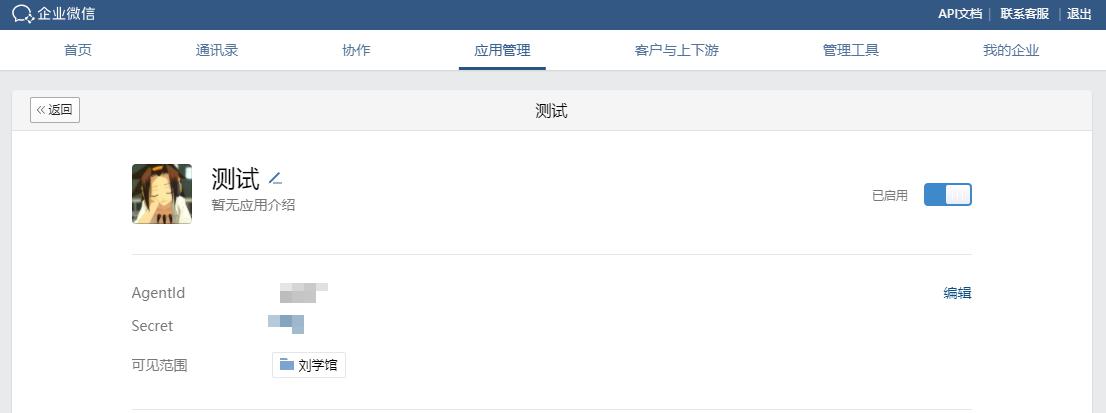 企业微信 API文档 | 联系客服 | 退出
首页 通讯录 协作 应用管理 客户与上下游 管理工具 我的企业
返回 测试
测试
暂无应用介绍
已启用
AgentId 编辑
Secret
可见范围 刘学馆